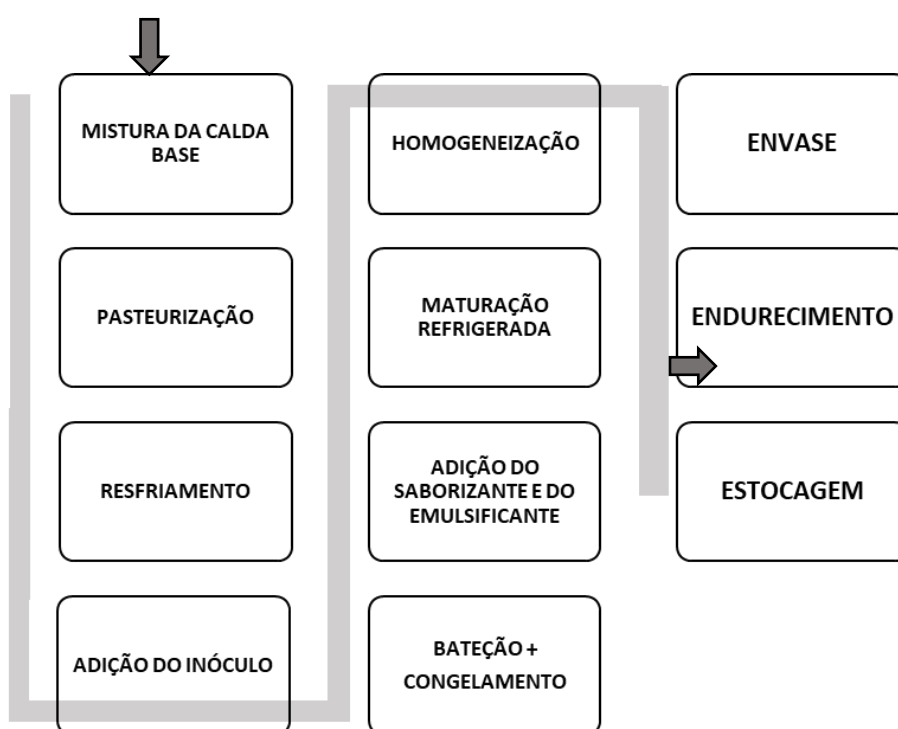 MISTURA DA CALDA
BASE
PASTEURIZAÇÃO
RESFRIAMENTO
ADIÇÃO DO INÓCULO
HOMOGENEIZAÇÃO
MATURAÇÃO
REFRIGERADA
ADIÇÃO DO
SABORIZANTE E DO
EMULSIFICANTE
BATEÇÃO +
CONGELAMENTO
ENVASE
ENDURECIMENTO
ESTOCAGEM